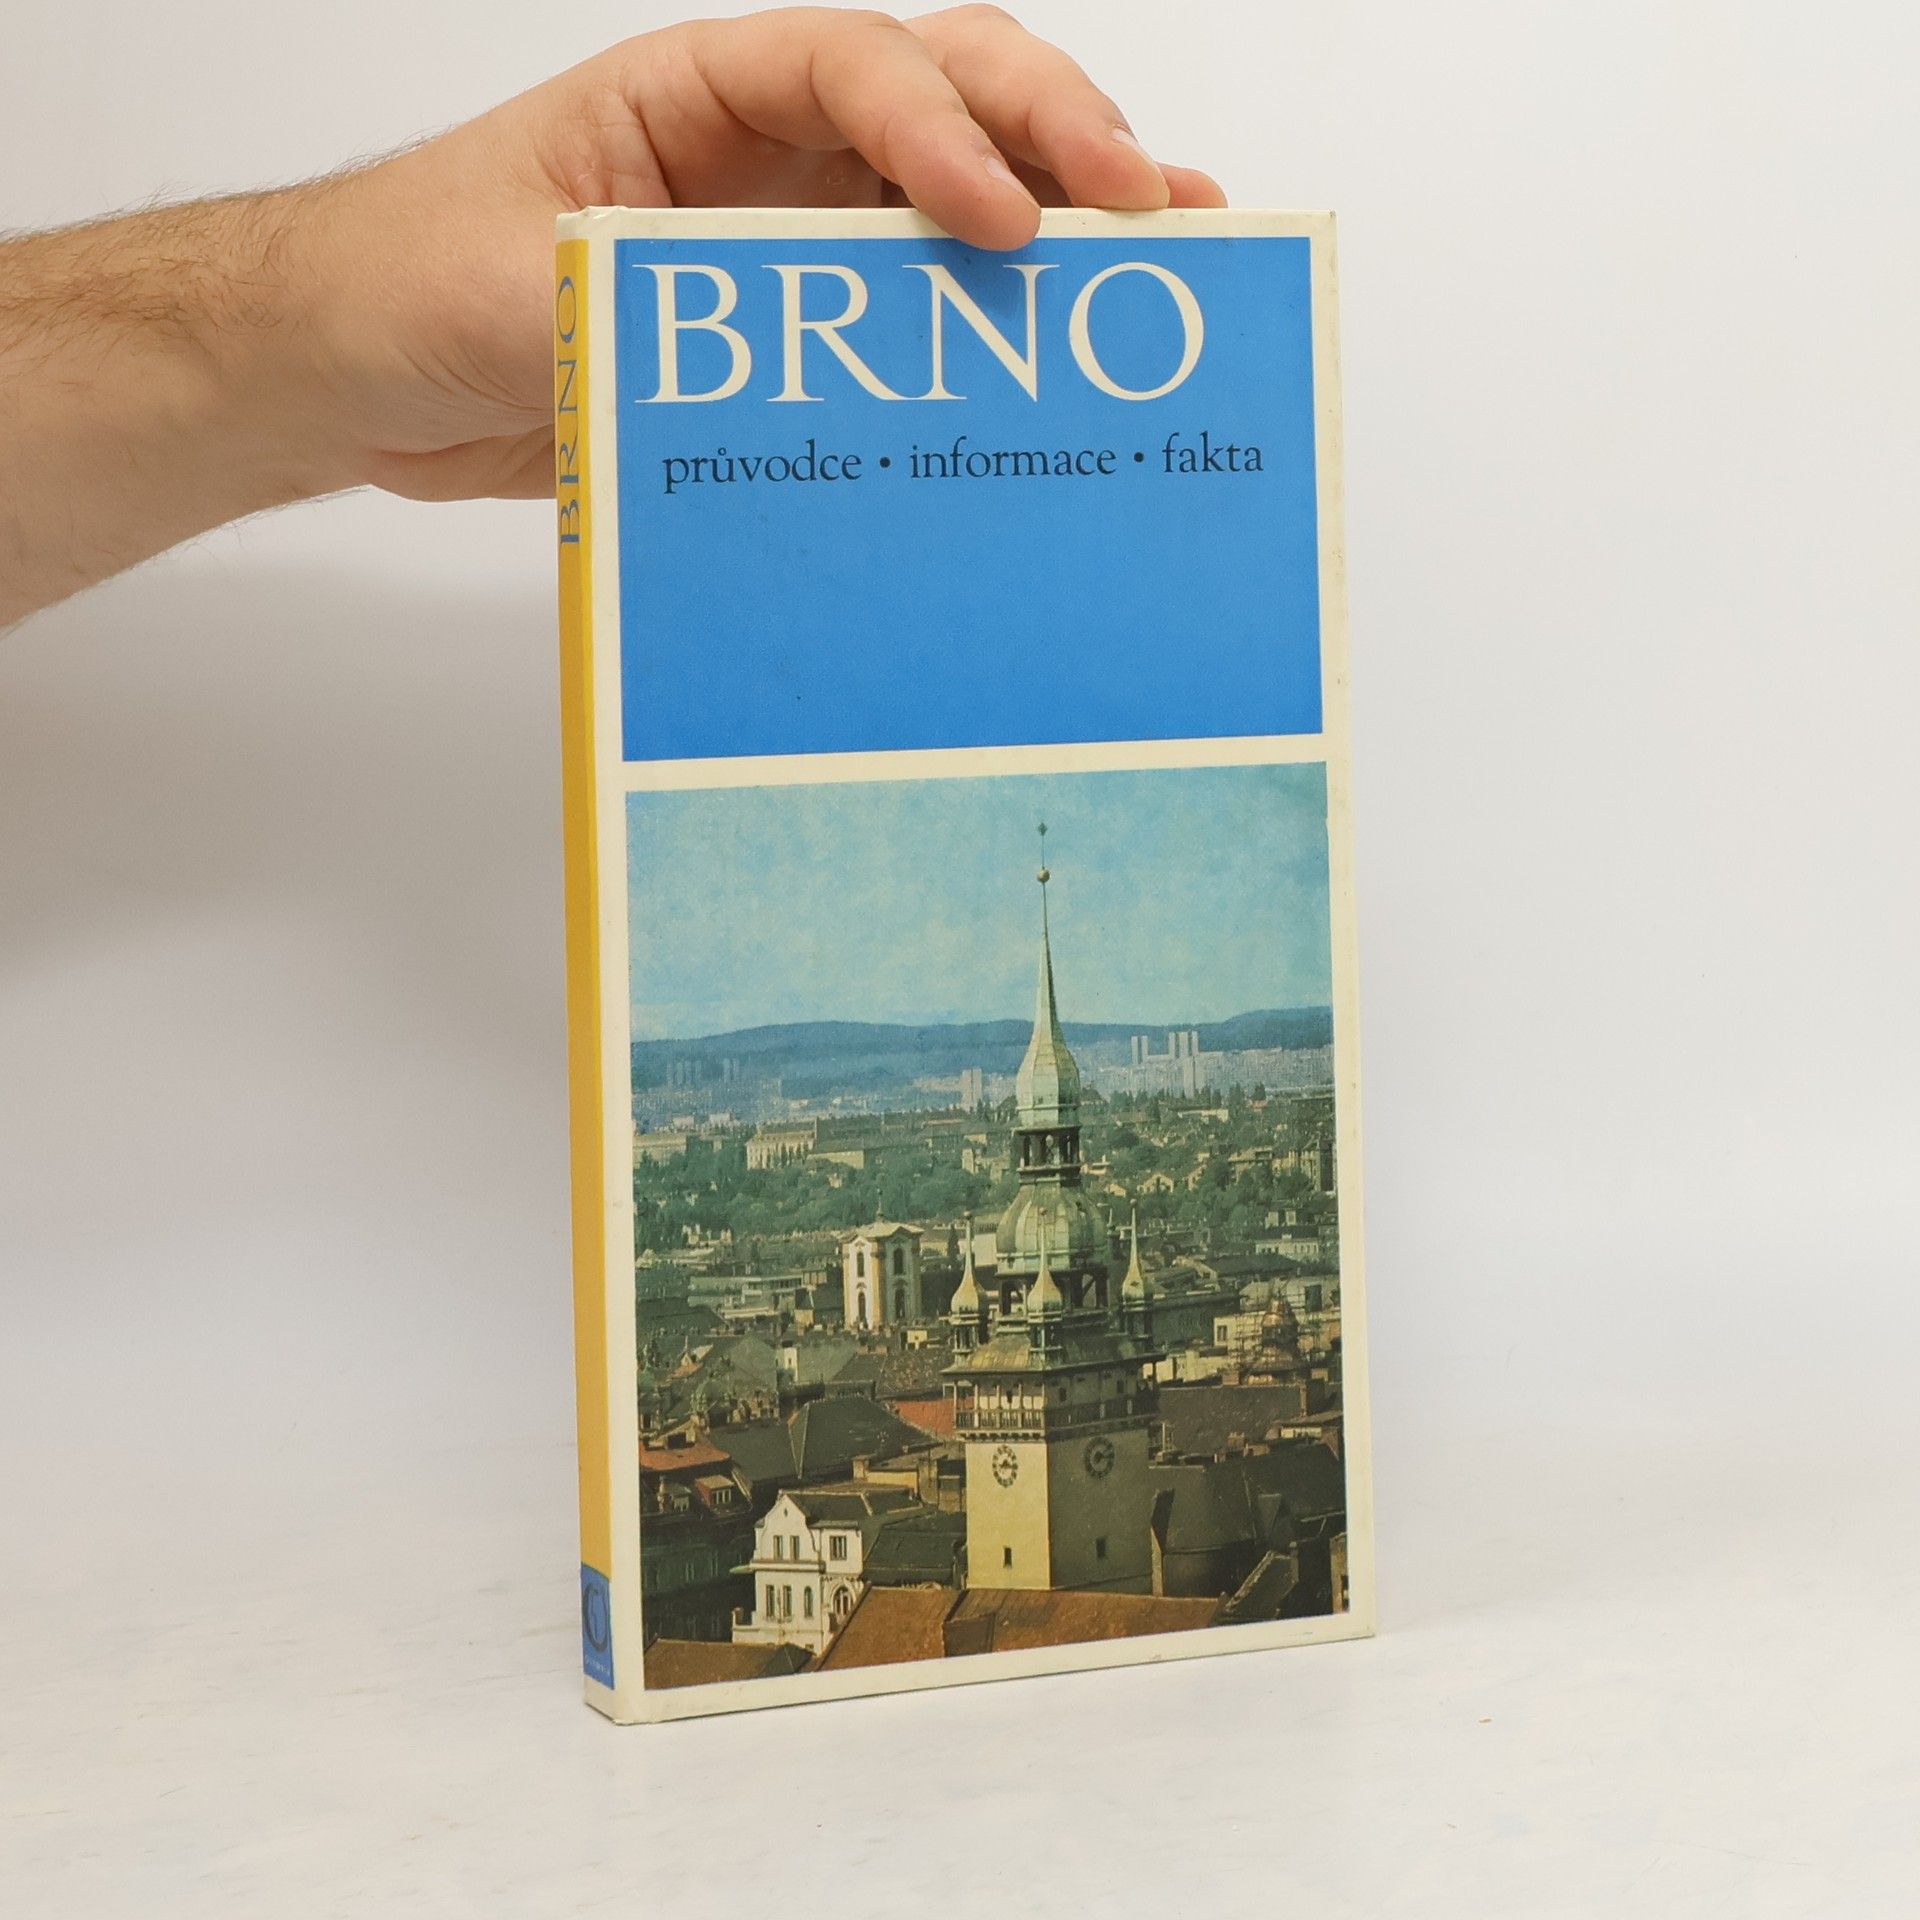 BRNO
BRNO
průvodce • informace • fakta